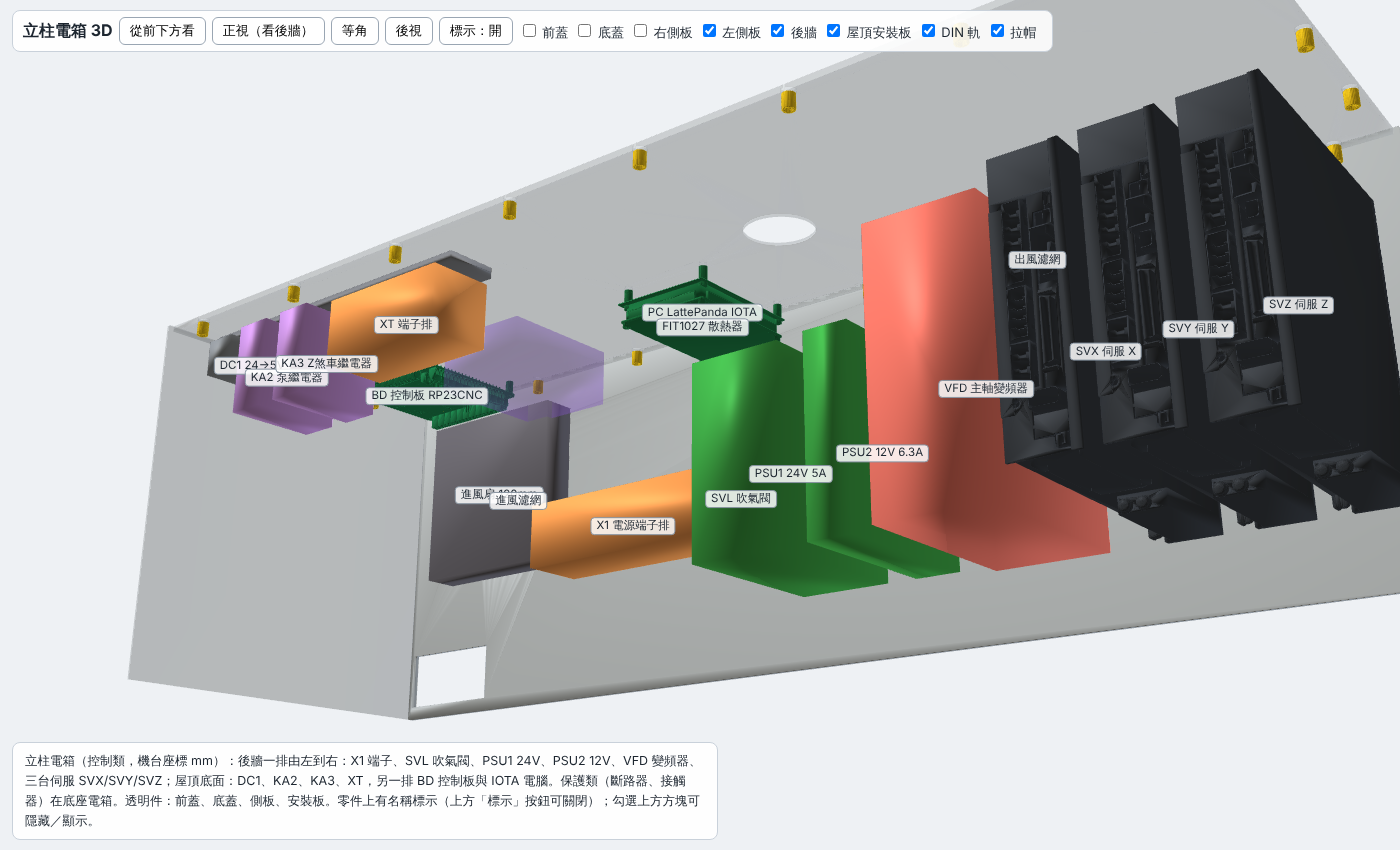 立柱電箱 3D 從前下方看 正視（看後牆） 等角 後視 標示：開 前蓋 底蓋 右側板 左側板 後牆 屋頂安裝板 DIN 軌 拉帽
出風濾網
SVZ 伺服 Z
PC LattePanda IOTA
XT 端子排
FIT1027 散熱器
SVY 伺服 Y
SVX 伺服 X
DC1 24→5
KA3 Z煞車繼電器
KA2 泵繼電器
VFD 主軸變頻器
BD 控制板 RP23CNC
PSU2 12V 6.3A
PSU1 24V 5A
進風扇
進風濾網
SVL 吹氣閥
X1 電源端子排
立柱電箱（控制類，機台座標 mm）：後牆一排由左到右：X1 端子、SVL 吹氣閥、PSU1 24V、PSU2 12V、VFD 變頻器、
三台伺服 SVX/SVY/SVZ；屋頂底面：DC1、KA2、KA3、XT，另一排 BD 控制板與 IOTA 電腦。保護類（斷路器、接觸
器）在底座電箱。透明件：前蓋、底蓋、側板、安裝板。零件上有名稱標示（上方「標示」按鈕可關閉）；勾選上方方塊可
隱藏／顯示。